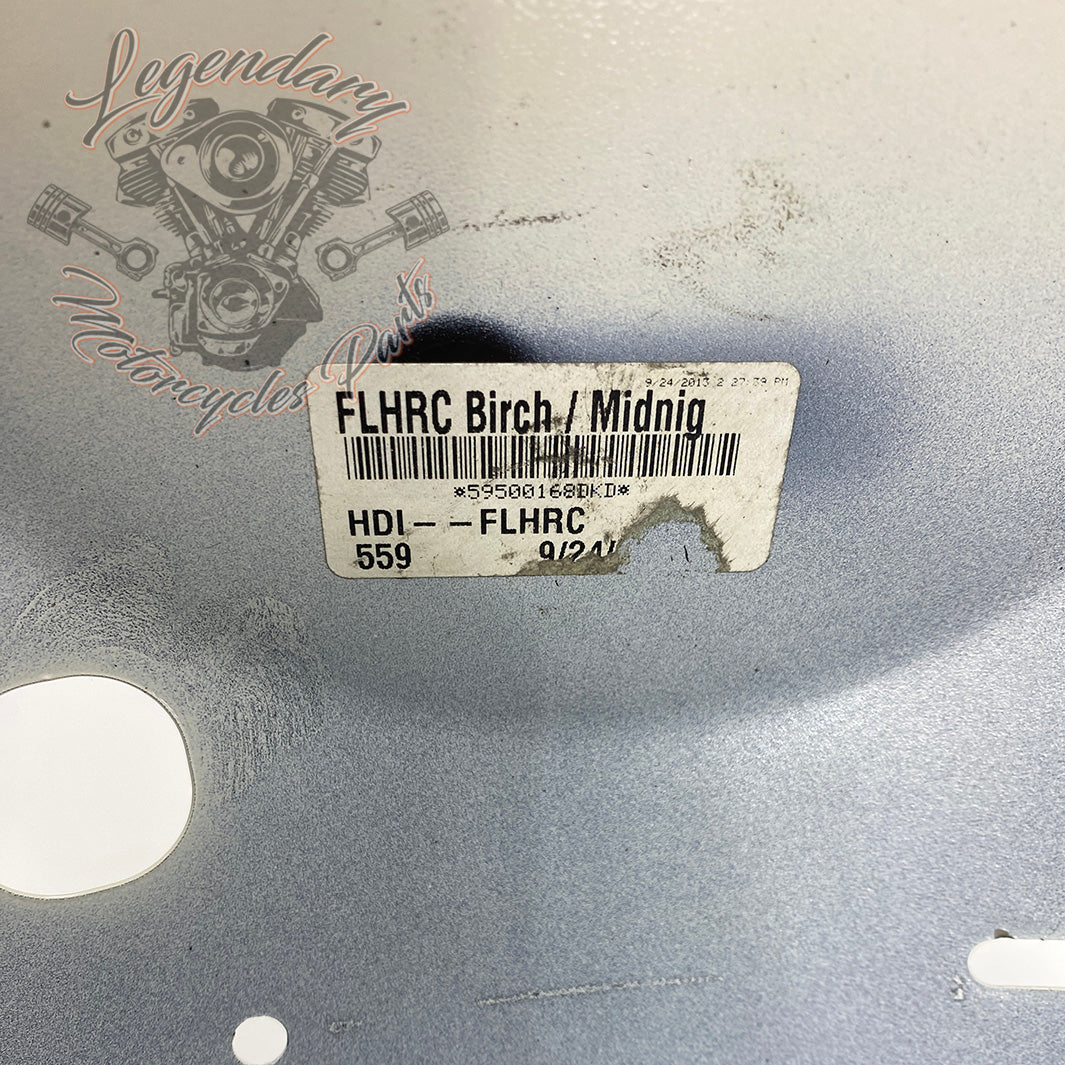 Legendary
Motorcycles Parts
9/24/2013 2 27:39 PM
FLHRC Birch / Midnig
*59500168DKD*
HDI- -FLHRC
559 9/24/